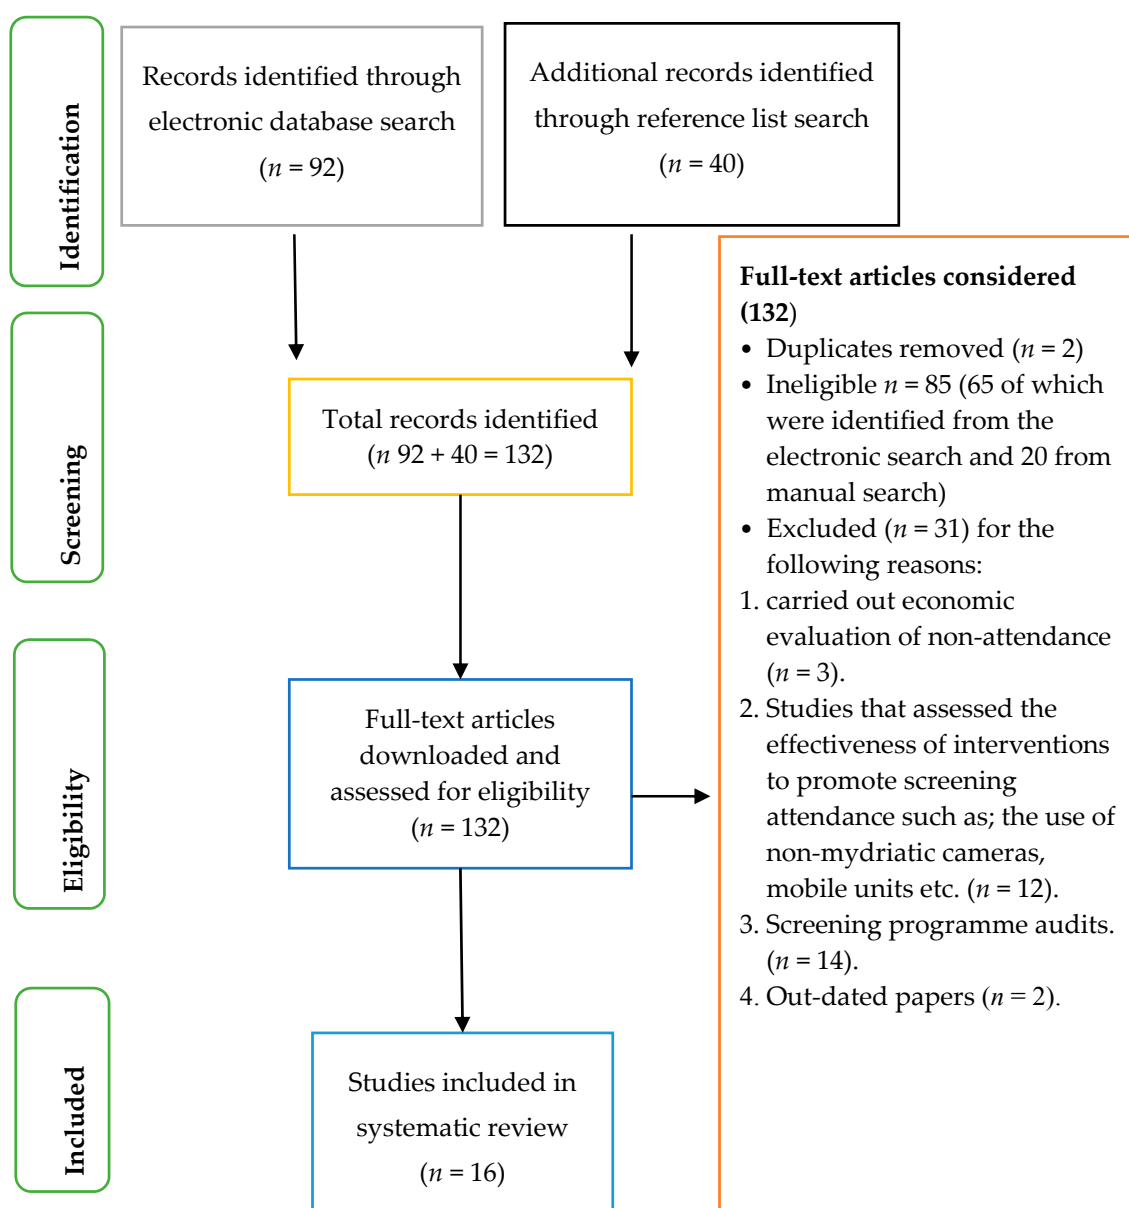 Identification
Records identified through
electronic database search
(n = 92)
Additional records identified
through reference list search
(n = 40)
Screening
Total records identified
(n 92 + 40 = 132)
Eligibility
Full-text articles
downloaded and
assessed for eligibility
(n = 132)
Full-text articles considered
(132)
• Duplicates removed (n = 2)
• Ineligible n = 85 (65 of which
were identified from the
electronic search and 20 from
manual search)
• Excluded (n = 31) for the
following reasons:
1. carried out economic
evaluation of non-attendance
(n = 3).
2. Studies that assessed the
effectiveness of interventions
to promote screening
attendance such as; the use of
non-mydriatic cameras,
mobile units etc. (n = 12).
3. Screening programme audits.
(n = 14).
4. Out-dated papers (n = 2).
Included
Studies included in
systematic review
(n = 16)